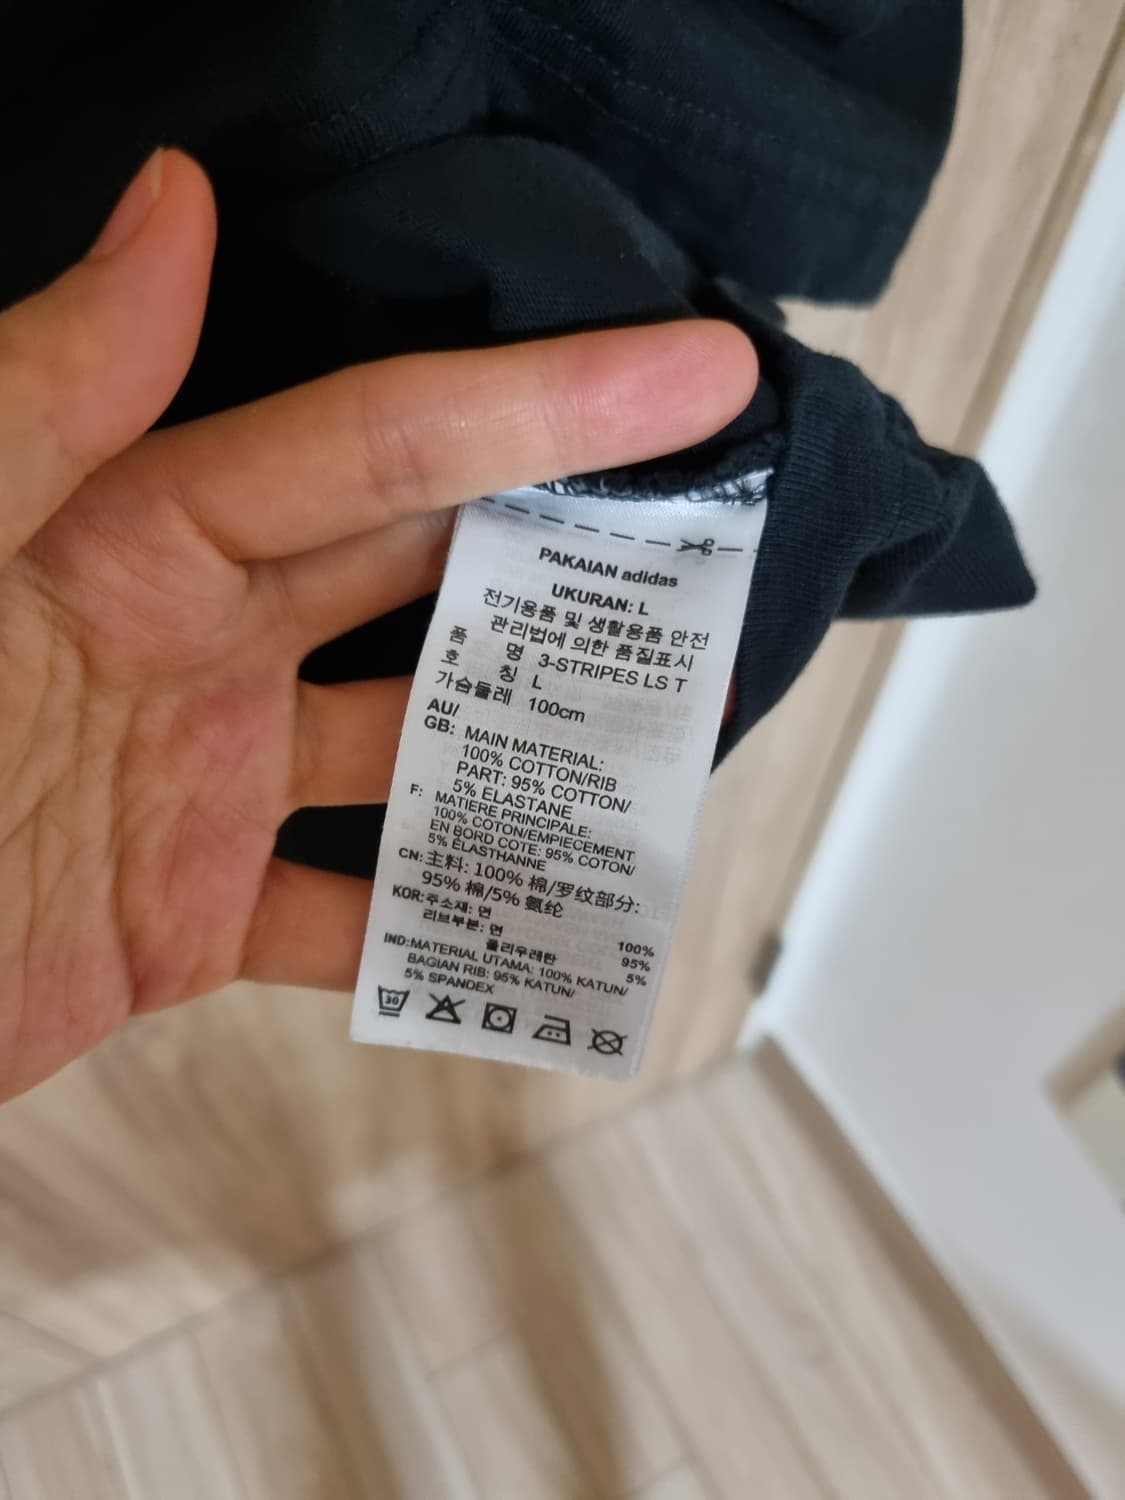 PAKAIAN adidas
UKURAN: L
전기용품 및 생활용품 안전
관리법에 의한 품질표시
품 명 3-STRIPES LS T
호 칭 L
가슴둘레 100cm
AU/
GB: MAIN MATERIAL:
100% COTTON/RIB
PART: 95% COTTON/
5% ELASTANE
F: MATIERE PRINCIPALE:
100% COTON/EMPIECEMENT
EN BORD COTE: 95% COTON/
5% ÉLASTHANNE
CN: 主料: 100% 棉/罗纹部分:
95% 棉/5% 氨纶
KOR: 주소재: 면 100%
리브부분: 면 95%
폴리우레탄 5%
IND: MATERIAL UTAMA: 100% KATUN/
BAGIAN RIB: 95% KATUN/
5% SPANDEX
30